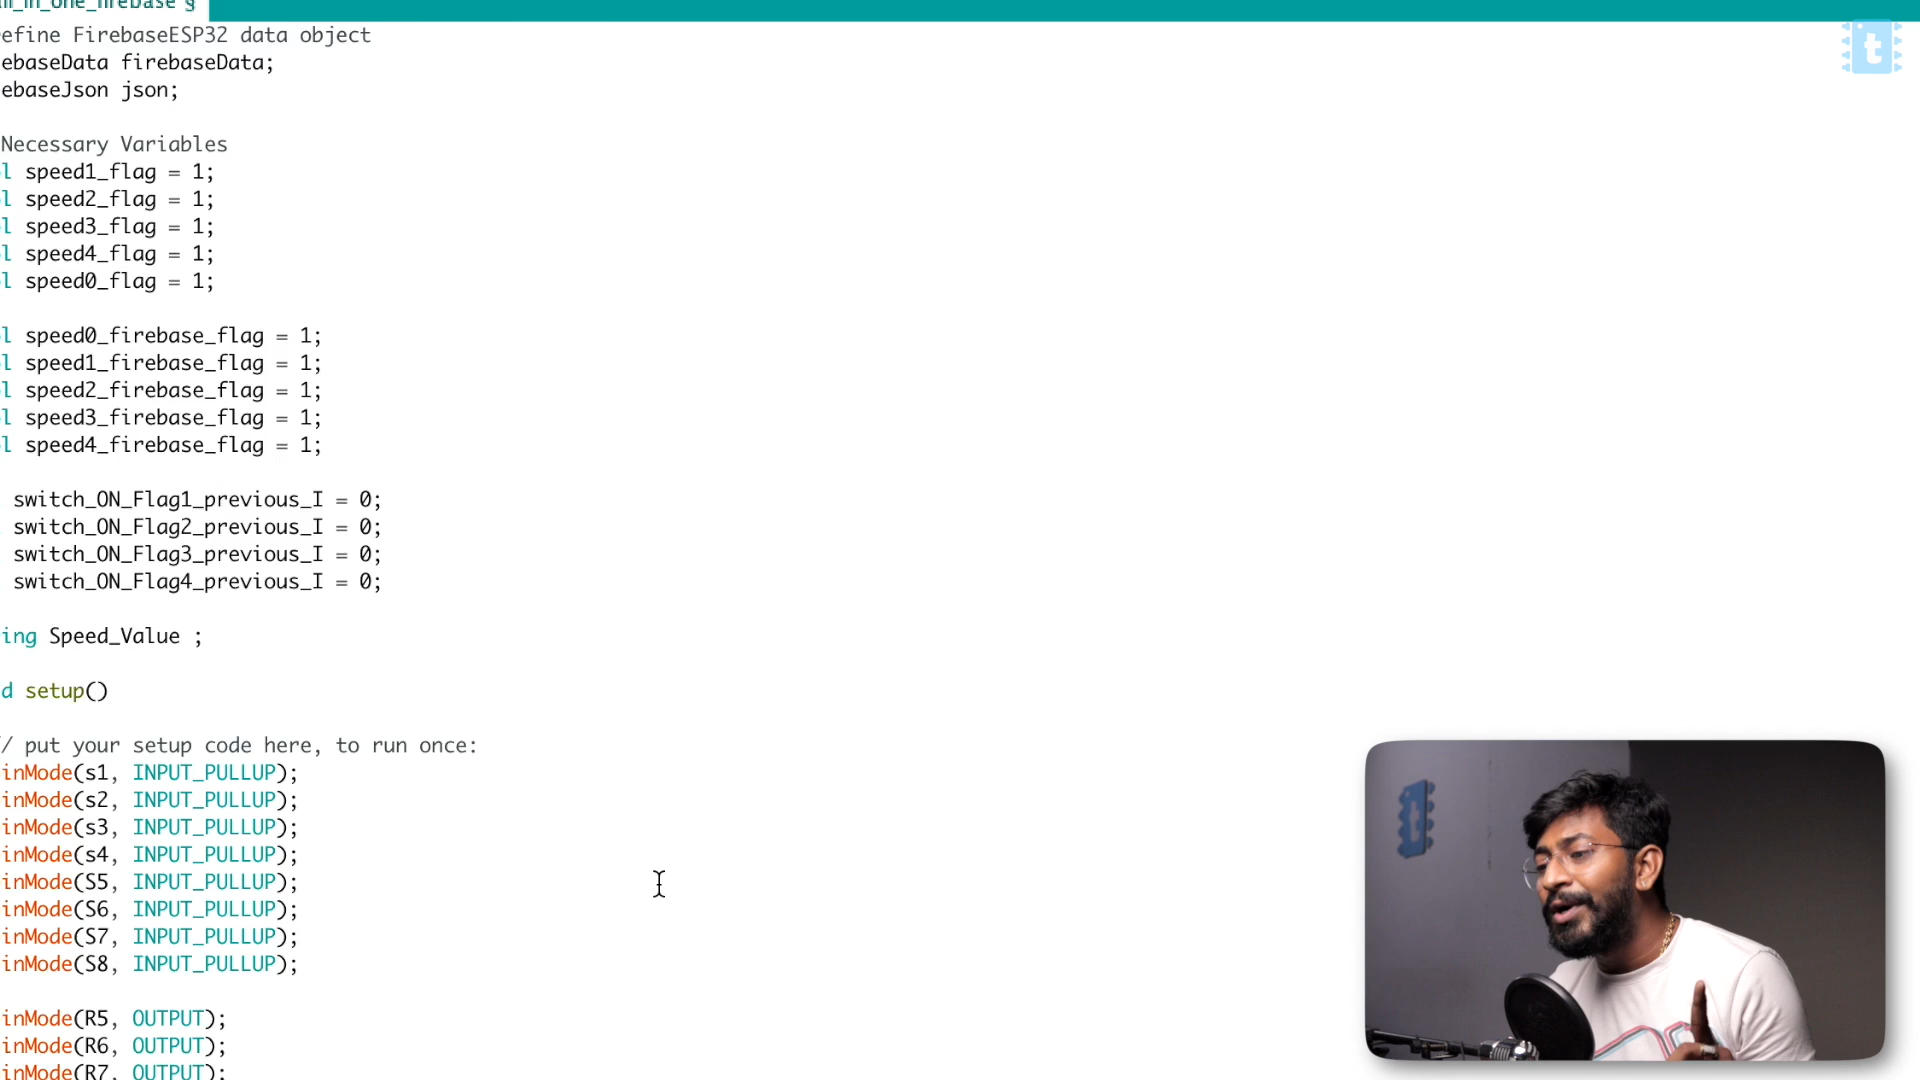 efine FirebaseESP32 data object
ebaseData firebaseData;
ebaseJson json;
Necessary Variables
l speed1_flag = 1;
l speed2_flag = 1;
l speed3_flag = 1;
l speed4_flag = 1;
l speed0_flag = 1;
l speed0_firebase_flag = 1;
l speed1_firebase_flag = 1;
l speed2_firebase_flag = 1;
l speed3_firebase_flag = 1;
l speed4_firebase_flag = 1;
switch_ON_Flag1_previous_I = 0;
switch_ON_Flag2_previous_I = 0;
switch_ON_Flag3_previous_I = 0;
switch_ON_Flag4_previous_I = 0;
ing Speed_Value ;
d setup()
/ put your setup code here, to run once:
inMode(s1, INPUT_PULLUP);
inMode(s2, INPUT_PULLUP);
inMode(s3, INPUT_PULLUP);
inMode(s4, INPUT_PULLUP);
inMode(S5, INPUT_PULLUP);
inMode(S6, INPUT_PULLUP);
inMode(S7, INPUT_PULLUP);
inMode(S8, INPUT_PULLUP);
inMode(R5, OUTPUT);
inMode(R6, OUTPUT);
inMode(R7, OUTPUT);
t
t